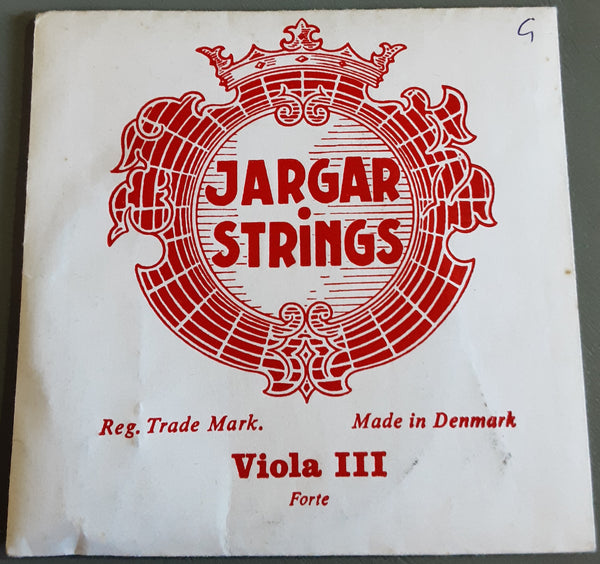 G
JARGAR
STRiNGS
Reg. Trade Mark.
Made in Denmark
Viola III
Forte